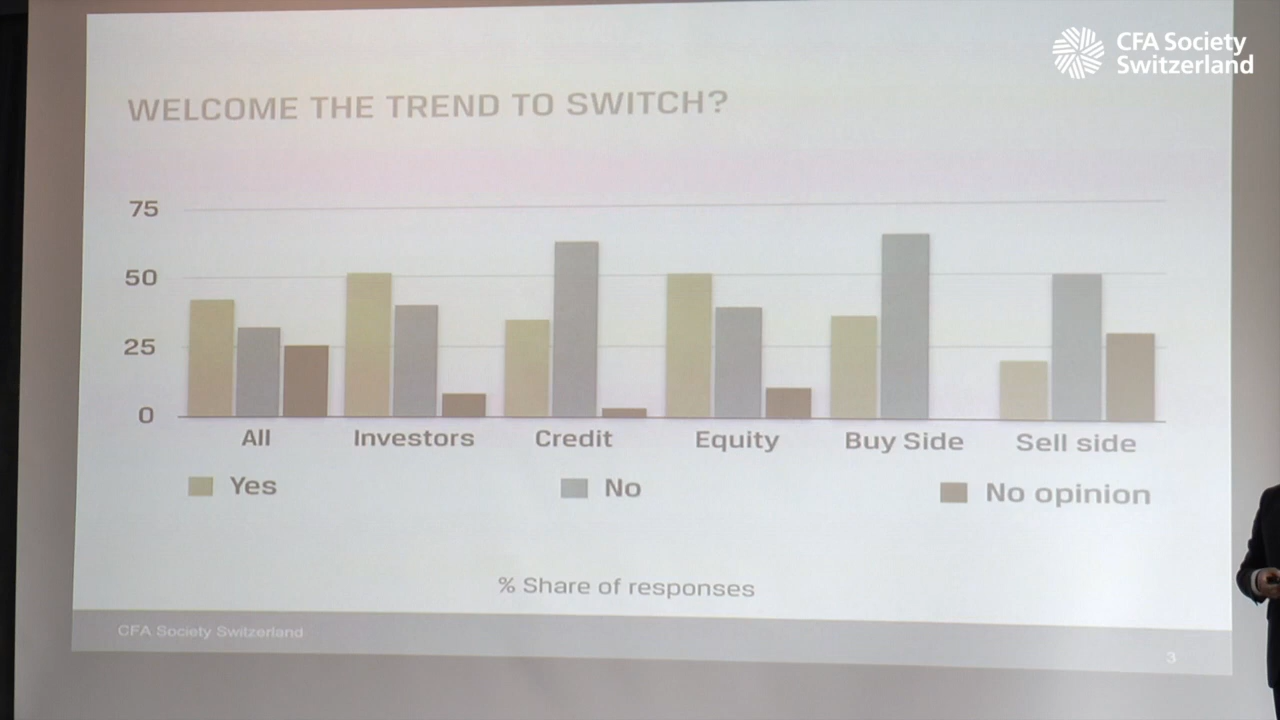 CFA Society
Switzerland
WELCOME THE TREND TO SWITCH?
75
50
25
0
All Investors Credit Equity Buy Side Sell side
Yes No No opinion
% Share of responses
CFA Society Switzerland 3